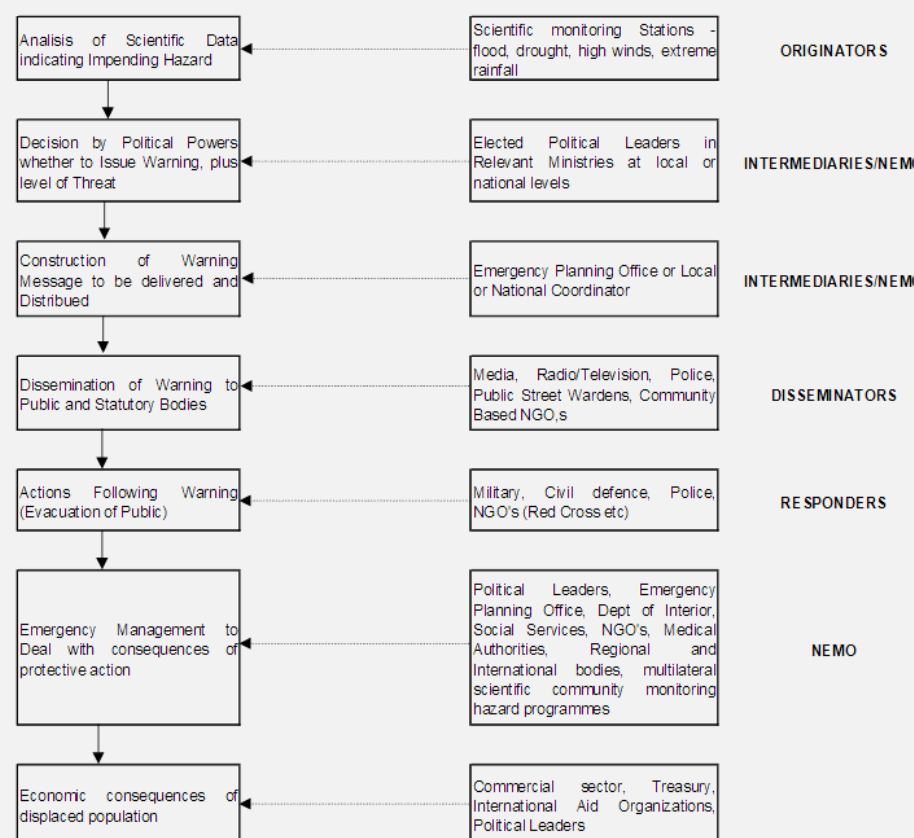 Analisis of Scientific Data
indicating Impending Hazard
Scientific monitoring Stations -
flood, drought, high winds, extreme
rainfall
ORIGINATORS
Decision by Political Powers
whether to Issue Warning, plus
level of Threat
Elected Political Leaders in
Relevant Ministries at local or
national levels
INTERMEDIARIES/NEMO
Construction of Warning
Message to be delivered and
Distribued
Emergency Planning Office or Local
or National Coordinator
INTERMEDIARIES/NEMO
Dissemination of Warning to
Public and Statutory Bodies
Media, Radio/Television, Police,
Public Street Wardens, Community
Based NGO,s
DISSEMINATORS
Actions Following Warning
(Evacuation of Public)
Military, Civil defence, Police,
NGO's (Red Cross etc)
RESPONDERS
Emergency Management to
Deal with consequences of
protective action
Political Leaders, Emergency
Planning Office, Dept of Interior,
Social Services, NGO's, Medical
Authorities, Regional and
International bodies, multilateral
scientific community monitoring
hazard programmes
NEMO
Economic consequences of
displaced population
Commercial sector, Treasury,
International Aid Organizations,
Political Leaders